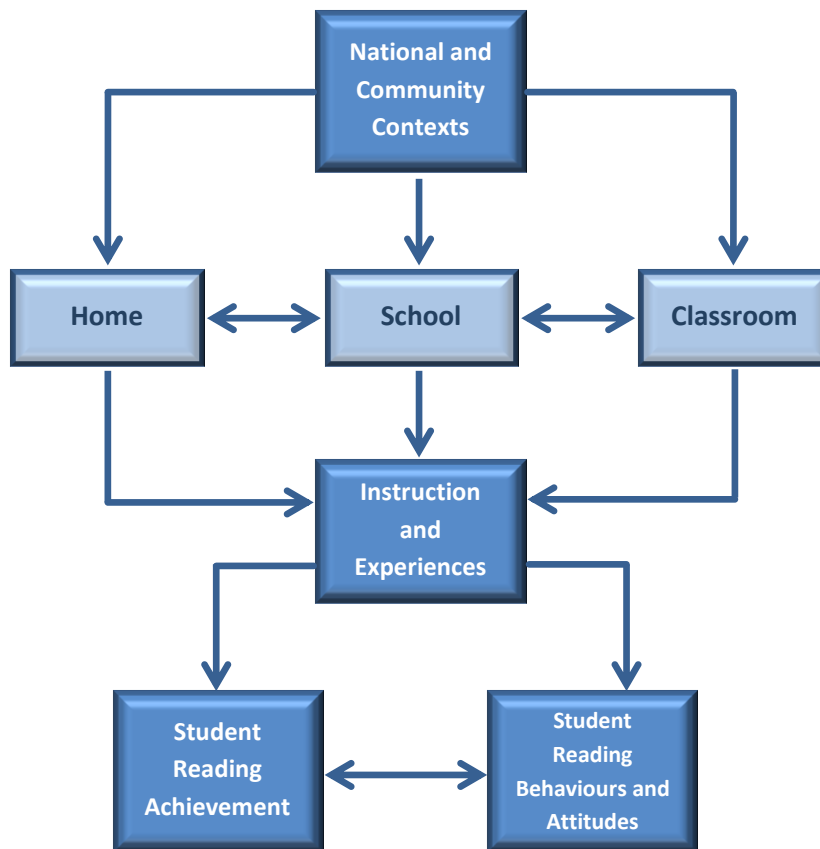 National and
Community
Contexts
Home
School
Classroom
Instruction
and
Experiences
Student
Reading
Achievement
Student
Reading
Behaviours and
Attitudes